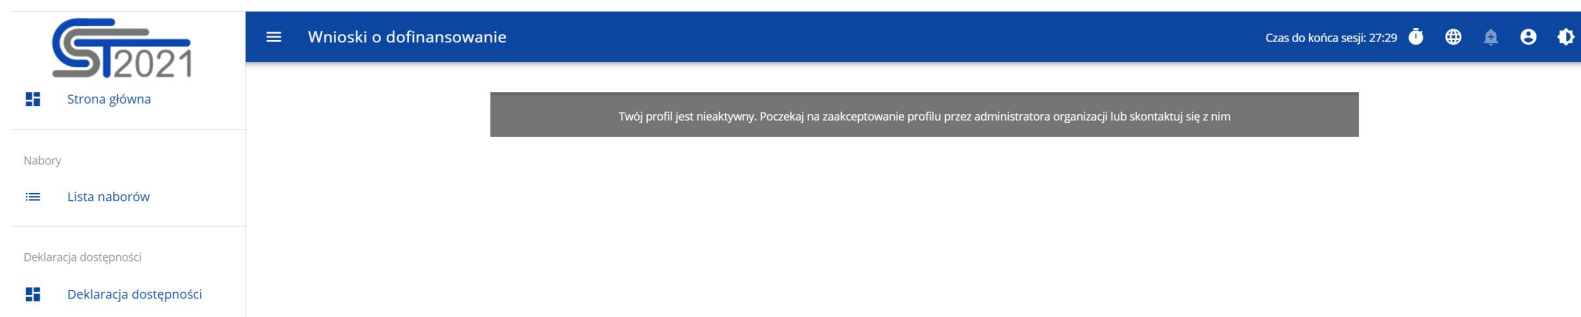 CST2021
Wnioski o dofinansowanie
Czas do końca sesji: 27:29
Strona główna
Twój profil jest nieaktywny. Poczekaj na zaakceptowanie profilu przez administratora organizacji lub skontaktuj się z nim
Nabory
Lista naborów
Deklaracja dostępności
Deklaracja dostępności